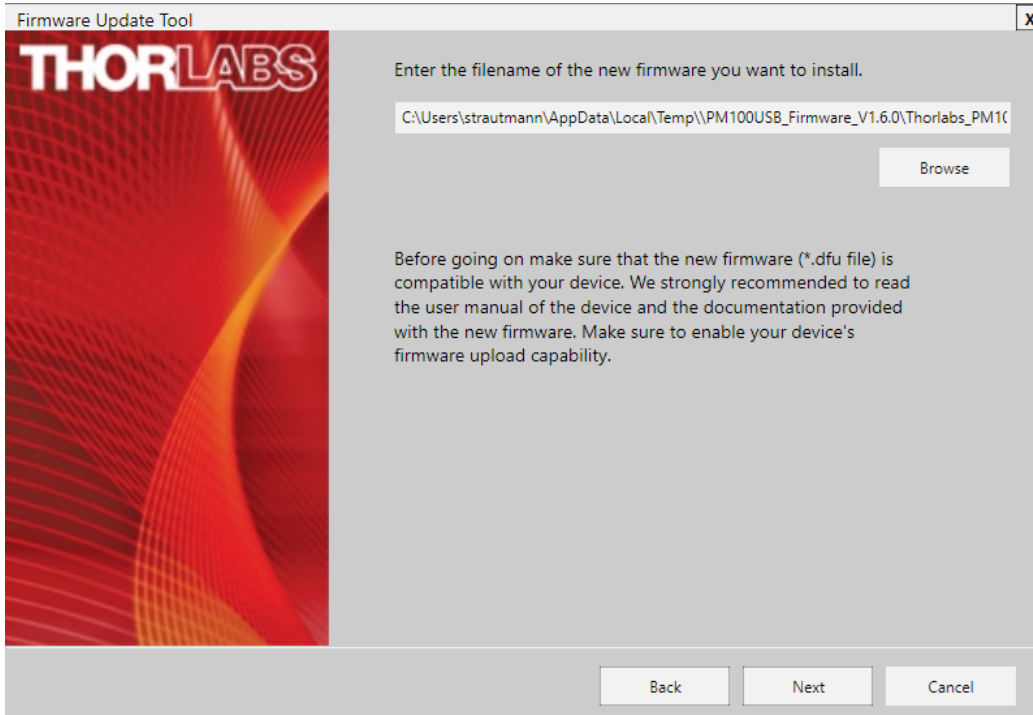 Firmware Update Tool
X
THORLABS
Enter the filename of the new firmware you want to install.
C:\Users\strautmann\AppData\Local\Temp\\PM100USB_Firmware_V1.6.0\Thorlabs_PM10
Browse
Before going on make sure that the new firmware (*.dfu file) is
compatible with your device. We strongly recommended to read
the user manual of the device and the documentation provided
with the new firmware. Make sure to enable your device's
firmware upload capability.
Back Next Cancel